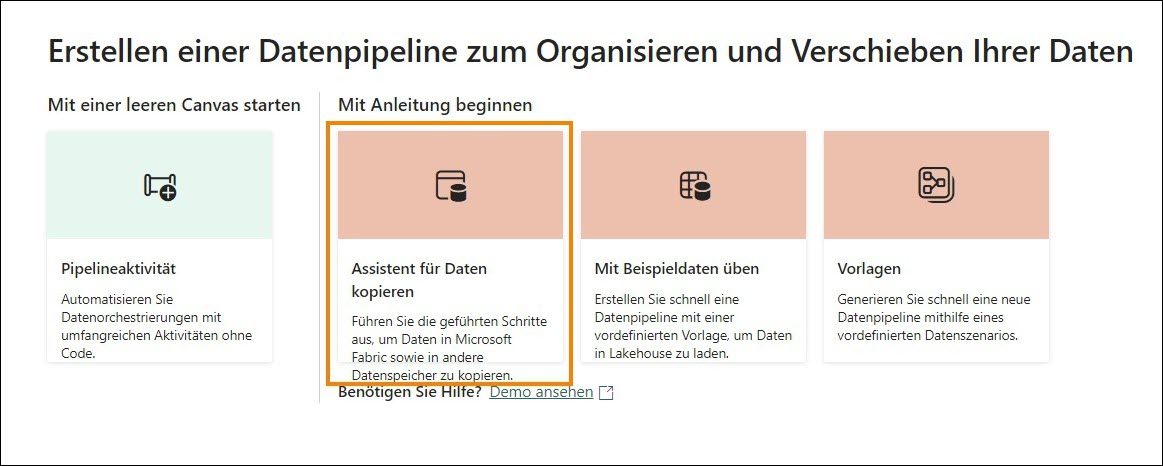 Erstellen einer Datenpipeline zum Organisieren und Verschieben Ihrer Daten
Mit einer leeren Canvas starten
Mit Anleitung beginnen
Pipelineaktivität
Automatisieren Sie
Datenorchestrierungen mit
umfangreichen Aktivitäten ohne
Code.
Assistent für Daten
kopieren
Führen Sie die geführten Schritte
aus, um Daten in Microsoft
Fabric sowie in andere
Datenspeicher zu kopieren.
Mit Beispieldaten üben
Erstellen Sie schnell eine
Datenpipeline mit einer
vordefinierten Vorlage, um Daten
in Lakehouse zu laden.
Vorlagen
Generieren Sie schnell eine neue
Datenpipeline mithilfe eines
vordefinierten Datenszenarios.
Benötigen Sie Hilfe? Demo ansehen